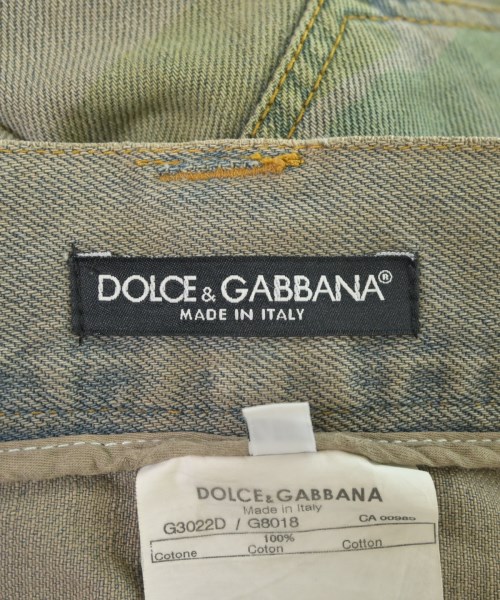 DOLCE & GABBANA®
MADE IN ITALY
DOLCE & GABBANA
Made in Italy
G3022D / G8018 CA 00985
100%
Cotone Coton Cotton